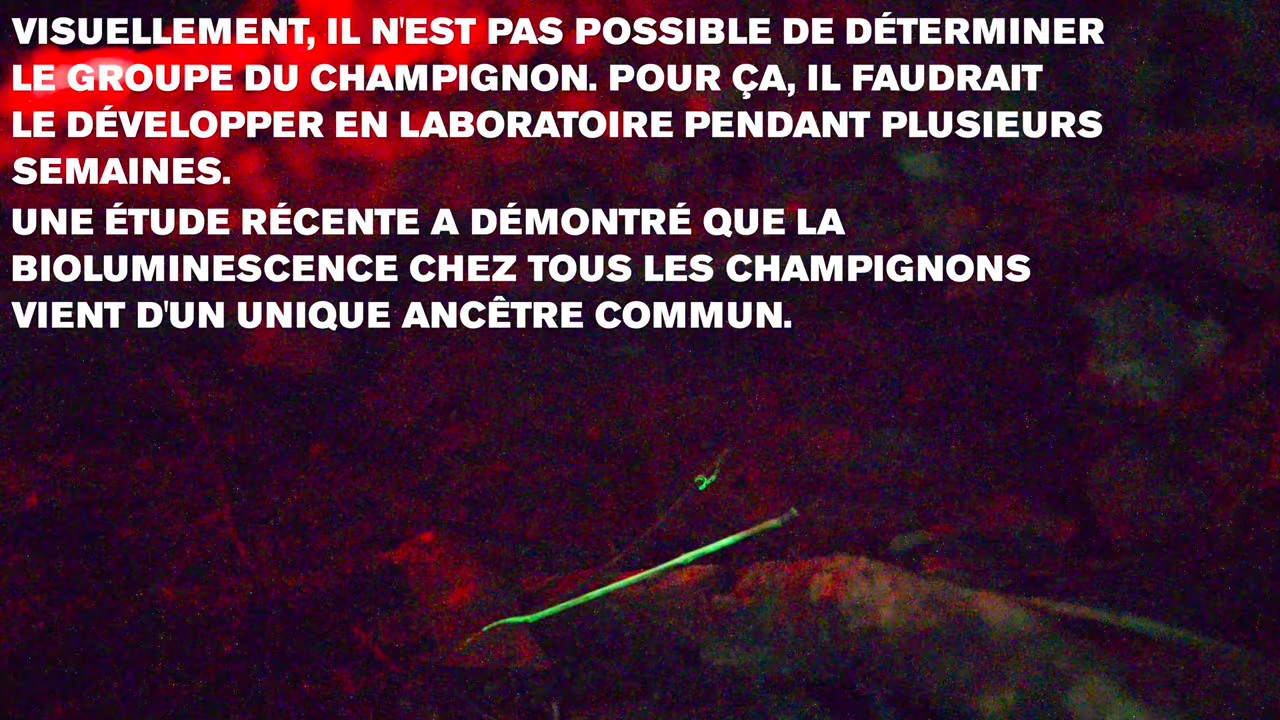 VISUELLEMENT, IL N'EST PAS POSSIBLE DE DÉTERMINER
LE GROUPE DU CHAMPIGNON. POUR ÇA, IL FAUDRAIT
LE DÉVELOPPER EN LABORATOIRE PENDANT PLUSIEURS
SEMAINES.
UNE ÉTUDE RÉCENTE A DÉMONTRÉ QUE LA
BIOLUMINESCENCE CHEZ TOUS LES CHAMPIGNONS
VIENT D'UN UNIQUE ANCÊTRE COMMUN.